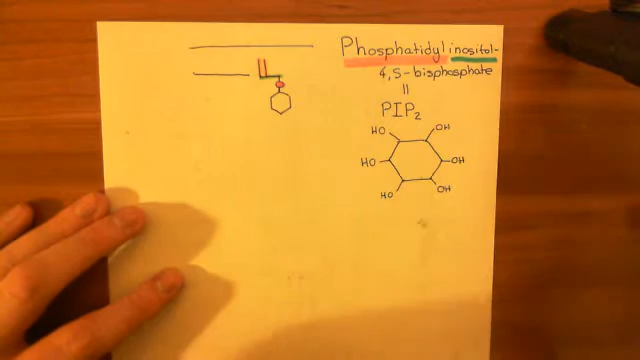 Phosphatidylinositol-
4,5-bisphosphate
=
PIP2
HO OH
HO OH
HO OH